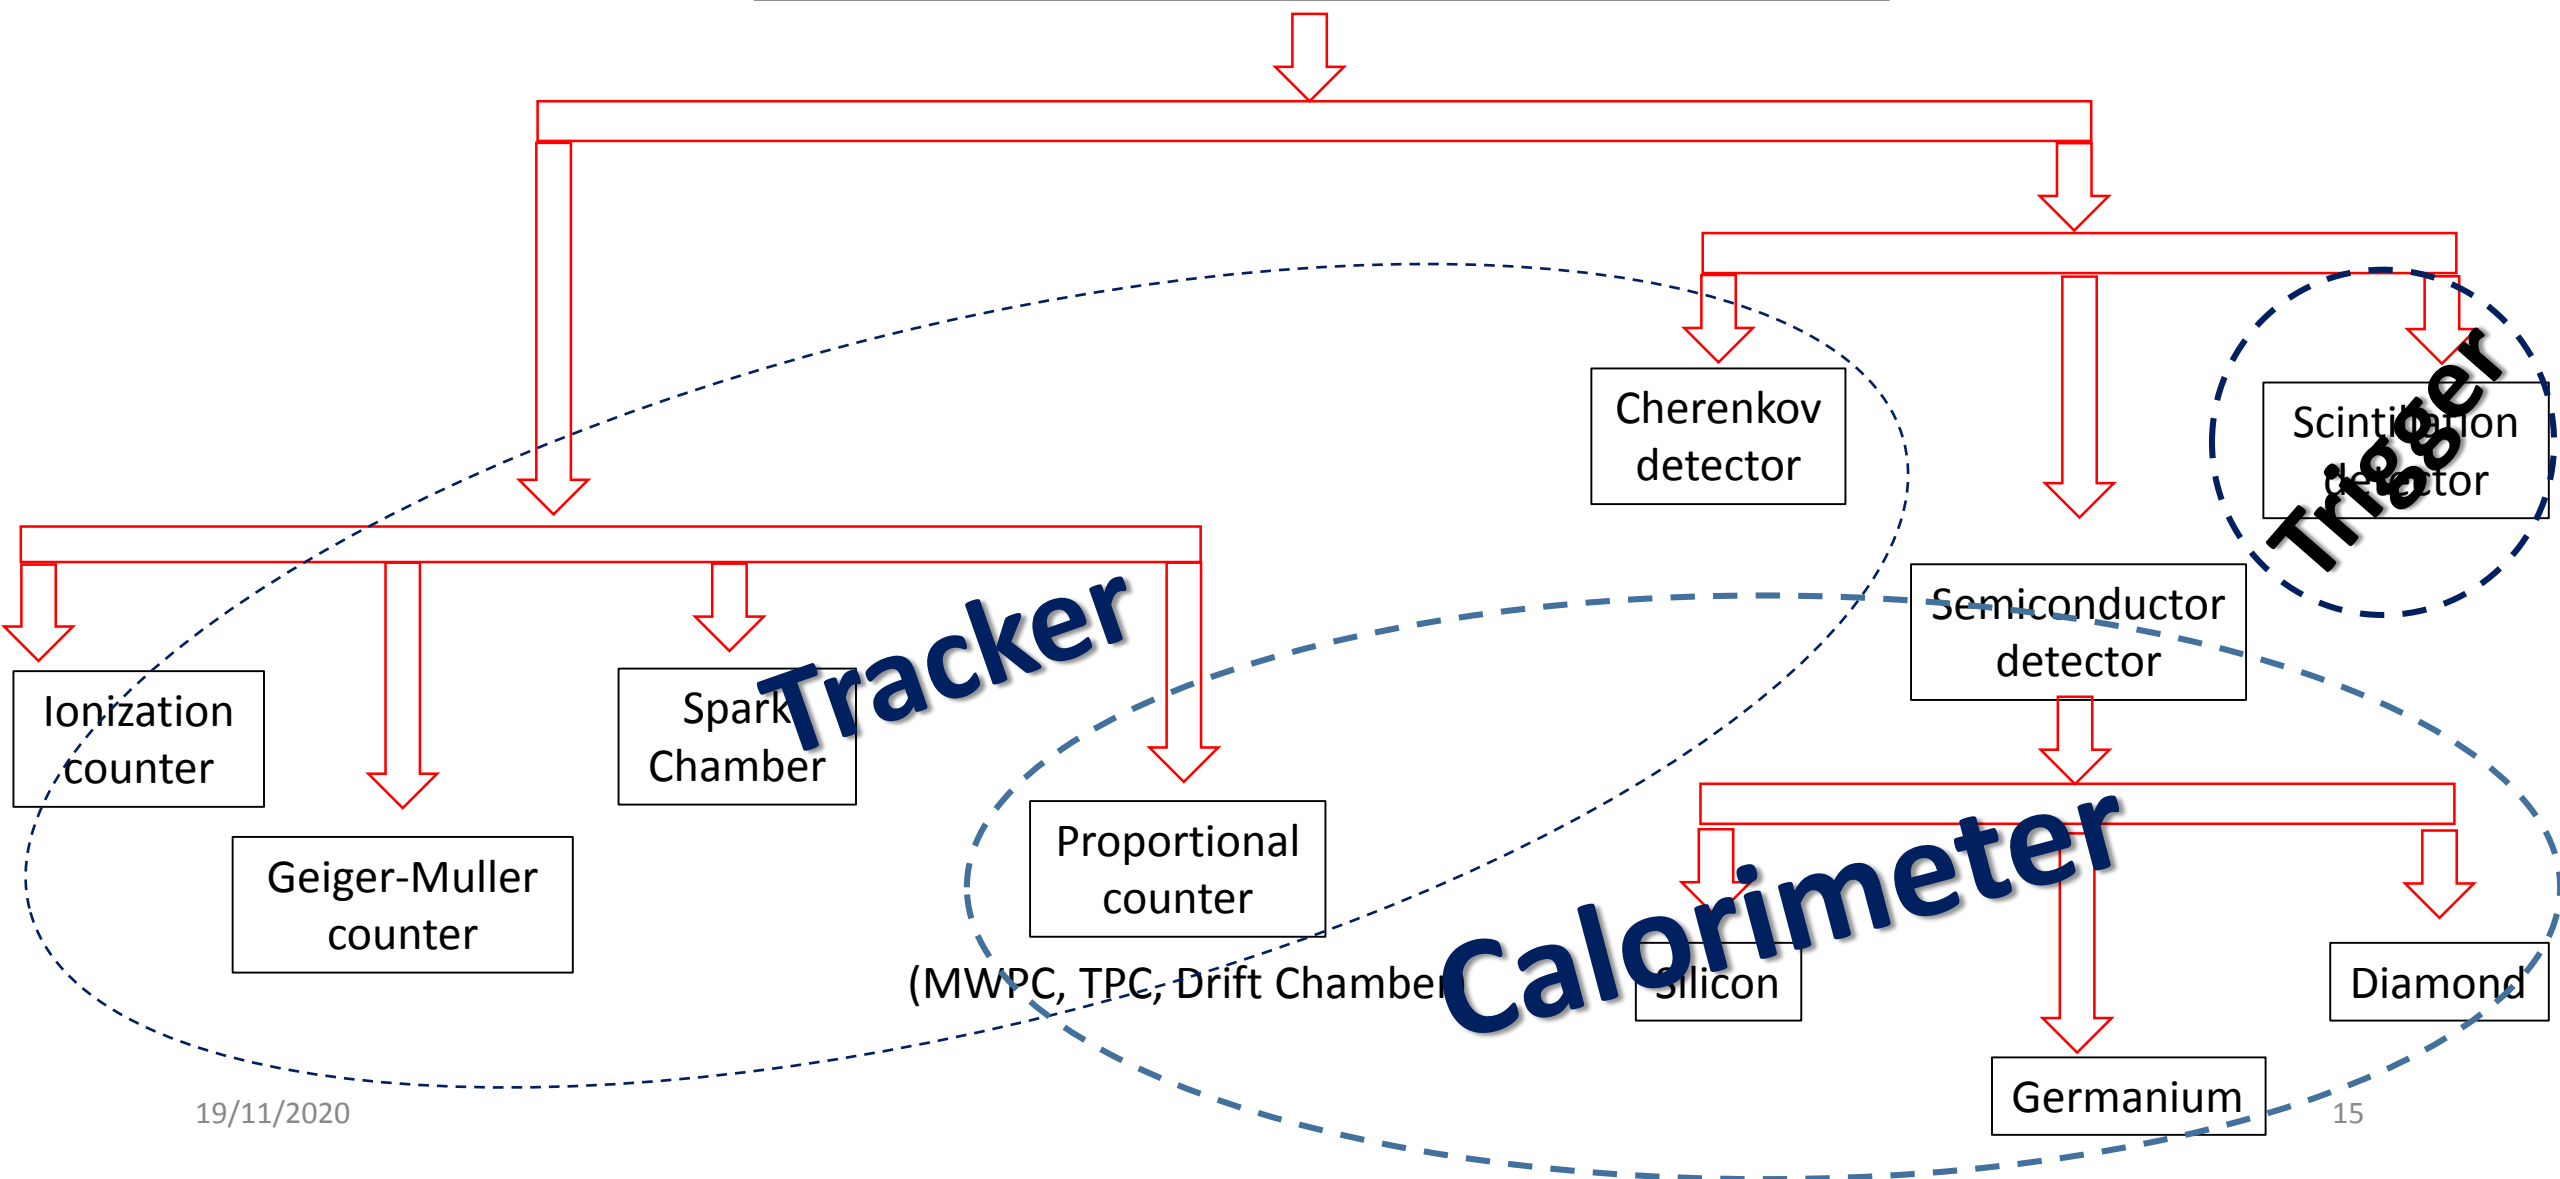 Cherenkov
detector
Scintillation
detector
Trigger
Semiconductor
detector
Tracker
Ionization
counter
Spark
Chamber
Geiger-Muller
counter
Proportional
counter
(MWPC, TPC, Drift Chamber)
Calorimeter
Silicon
Diamond
Germanium
19/11/2020
15